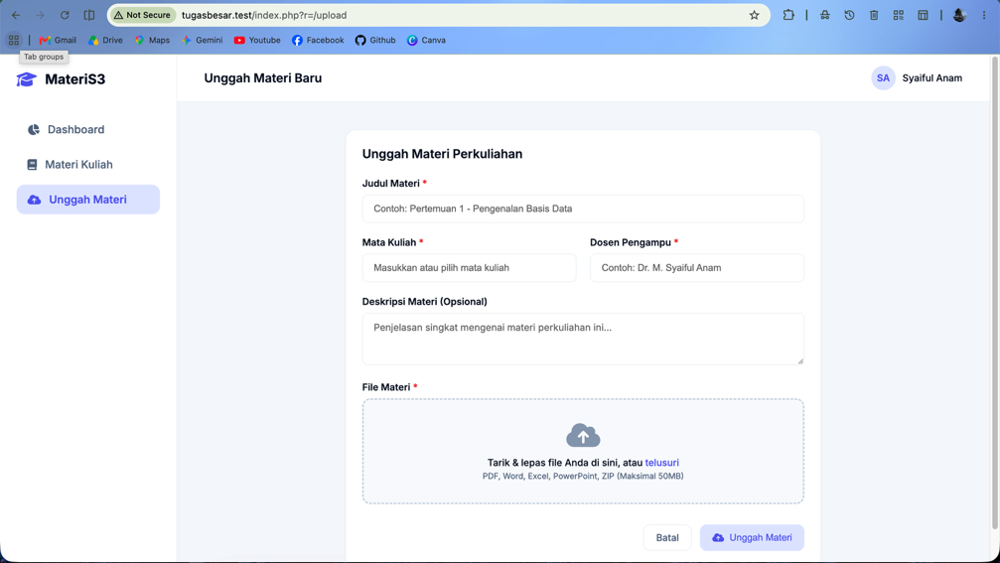 Not Secure tugasbesar.test/index.php?r=/upload
Gmail Drive Maps Gemini Youtube Facebook Github Canva
Tab groups
MateriS3
Unggah Materi Baru
SA Syaiful Anam
Dashboard
Materi Kuliah
Unggah Materi
Unggah Materi Perkuliahan
Judul Materi *
Contoh: Pertemuan 1 - Pengenalan Basis Data
Mata Kuliah * Dosen Pengampu *
Masukkan atau pilih mata kuliah Contoh: Dr. M. Syaiful Anam
Deskripsi Materi (Opsional)
Penjelasan singkat mengenai materi perkuliahan ini...
File Materi *
Tarik & lepas file Anda di sini, atau telusuri
PDF, Word, Excel, PowerPoint, ZIP (Maksimal 50MB)
Batal Unggah Materi